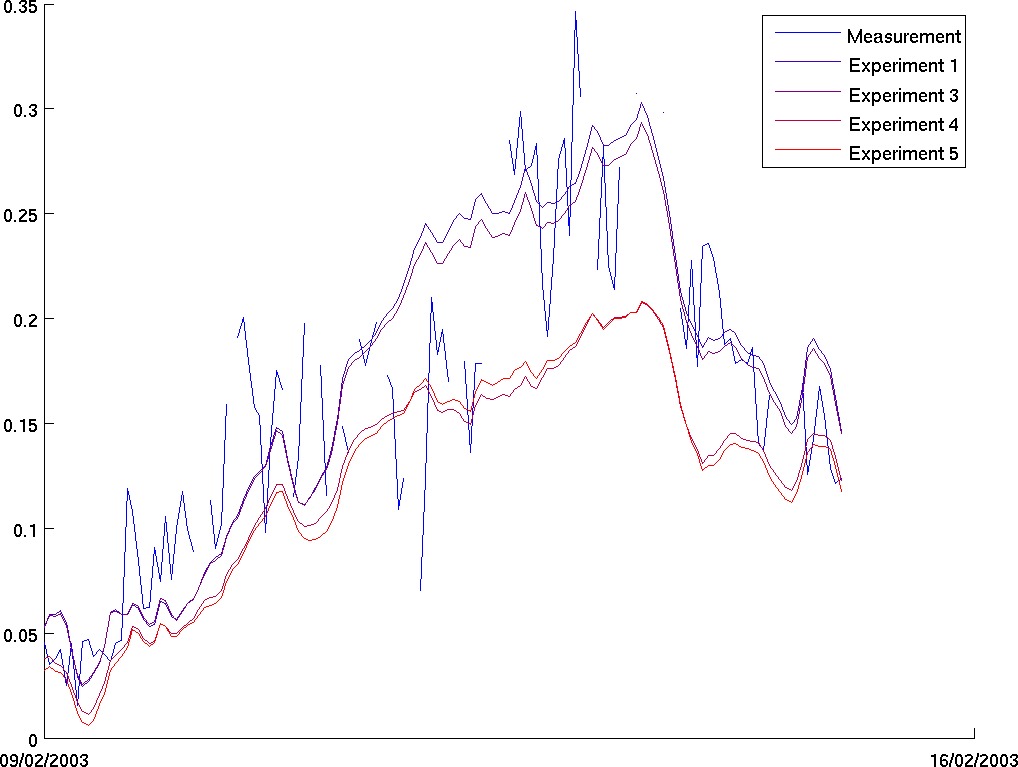 0.35
0.3
0.25
0.2
0.15
0.1
0.05
0
09/02/2003
16/02/2003
Measurement
Experiment 1
Experiment 3
Experiment 4
Experiment 5